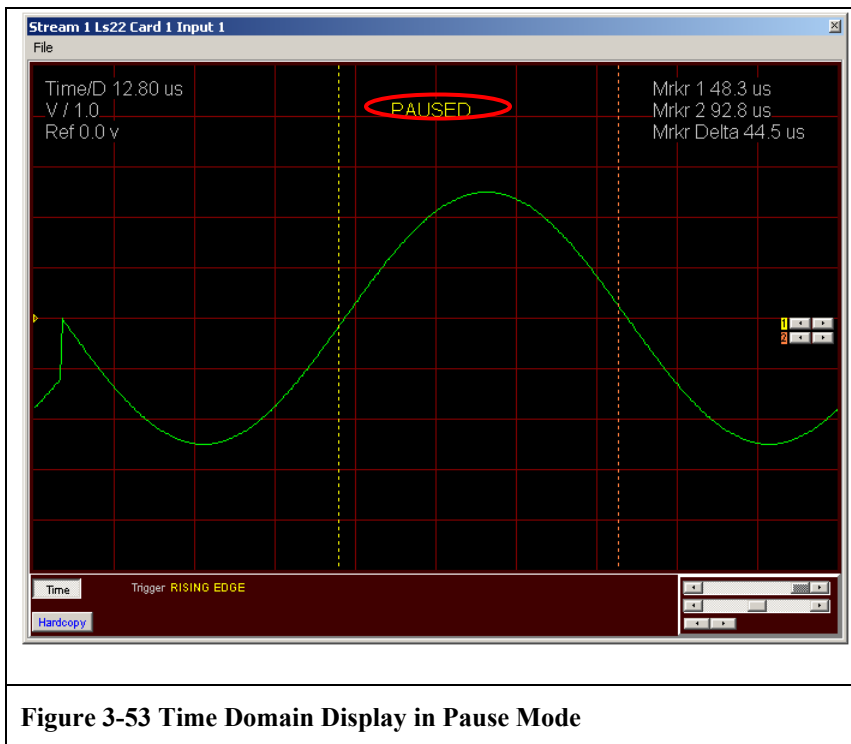 Stream 1 Ls22 Card 1 Input 1
File
Time/D 12.80 us
V / 1.0
Ref 0.0 v
PAUSED
Mrkr 1 48.3 us
Mrkr 2 92.8 us
Mrkr Delta 44.5 us
1
2
Time
Trigger RISING EDGE
Hardcopy
Figure 3-53 Time Domain Display in Pause Mode